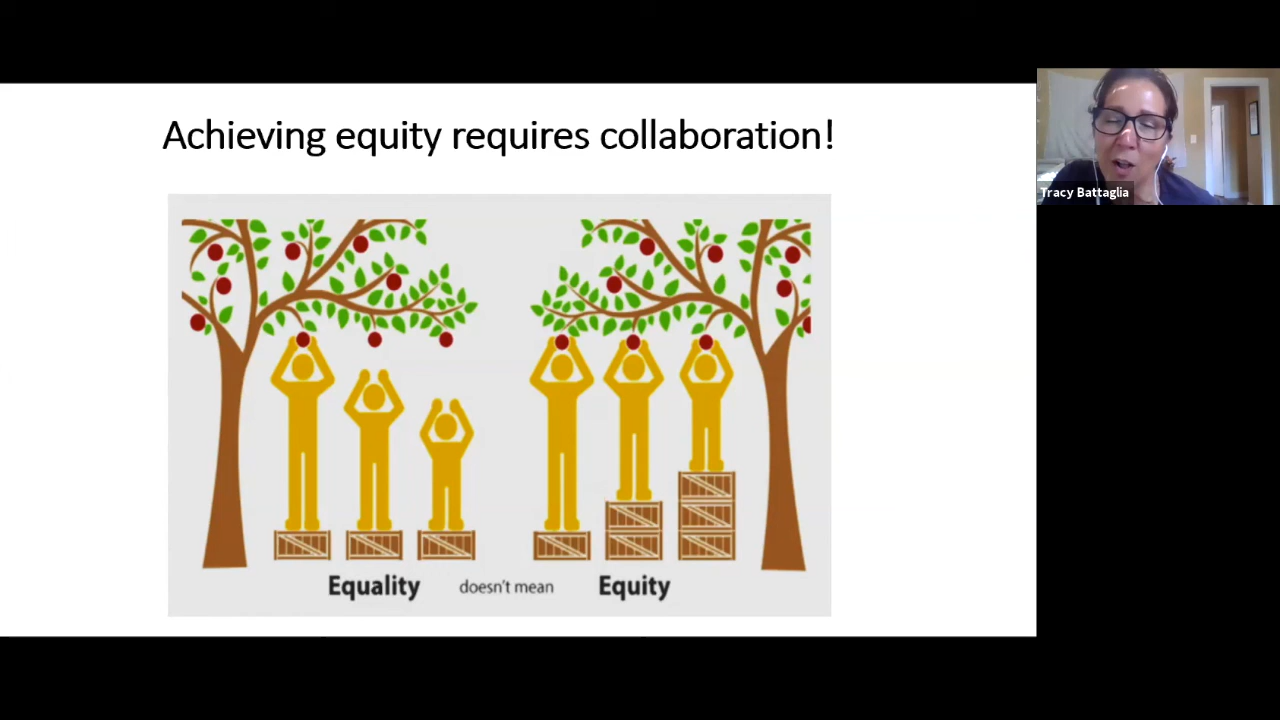 Achieving equity requires collaboration!
Tracy Battaglia
Equality doesn't mean Equity